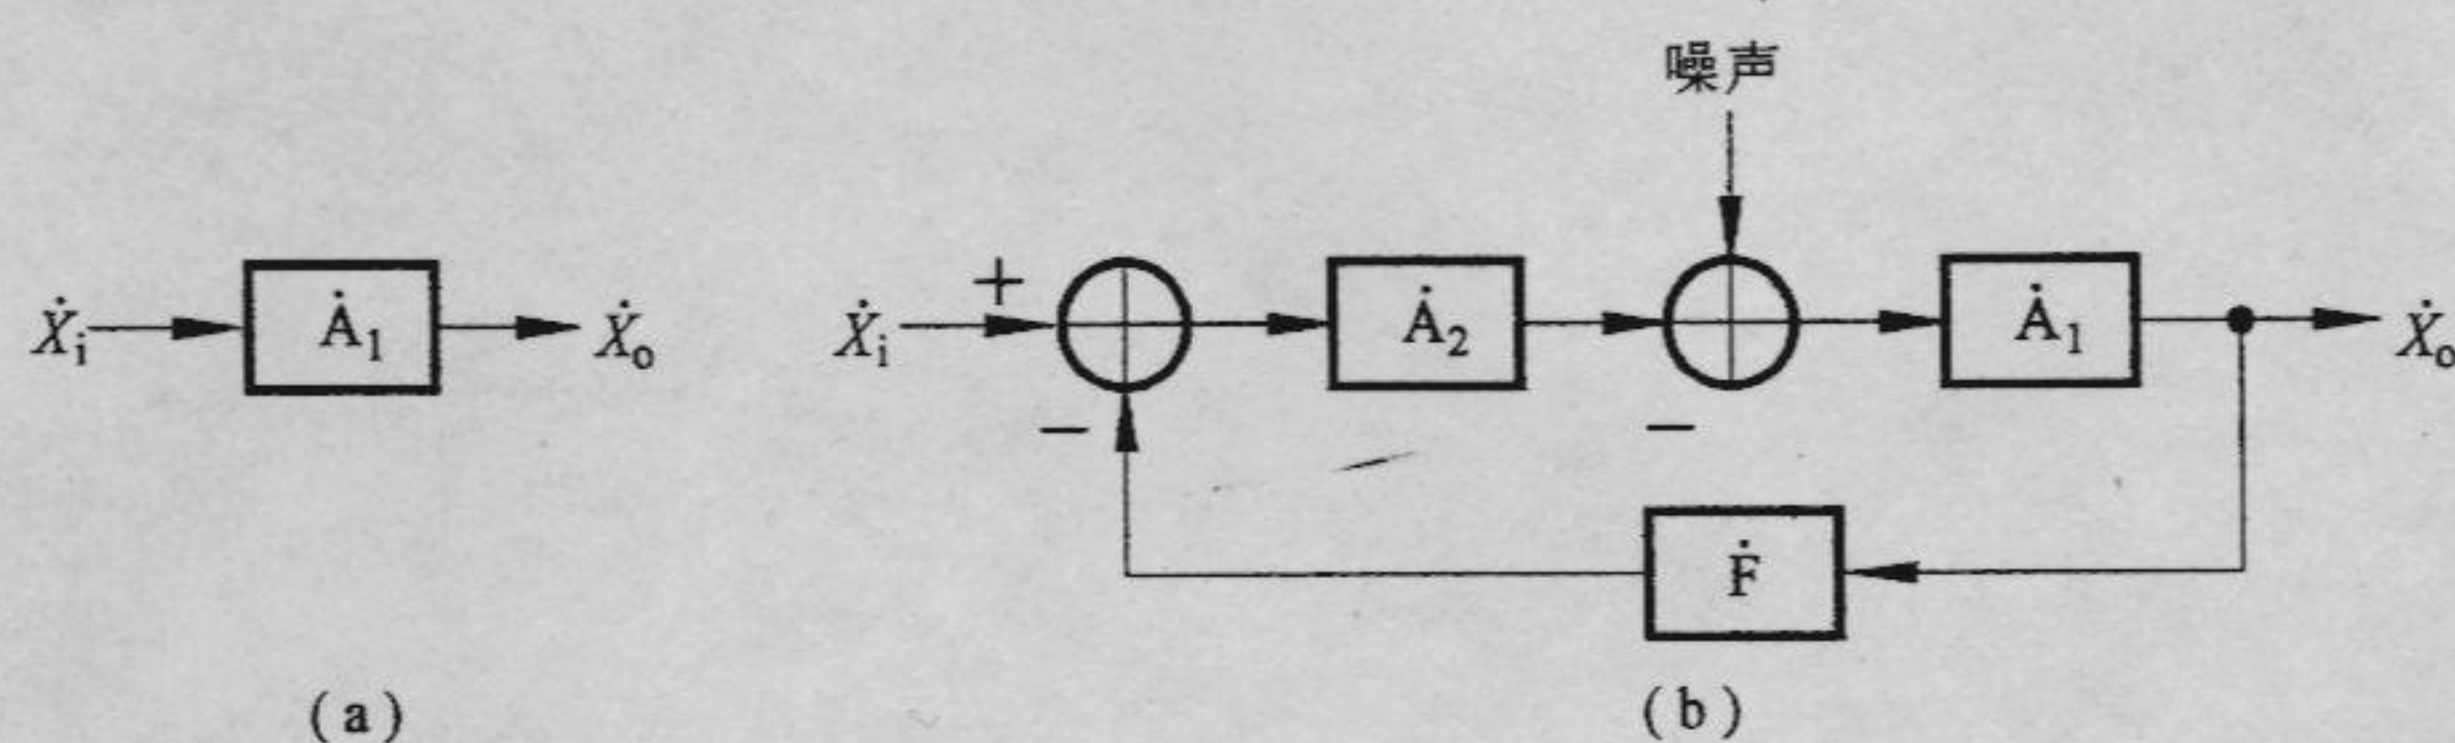 噪声
+
Ẋi Ȧ1 Ẋo Ẋi Ȧ2 Ȧ1 Ẋo
− −
Ḟ
(a) (b)